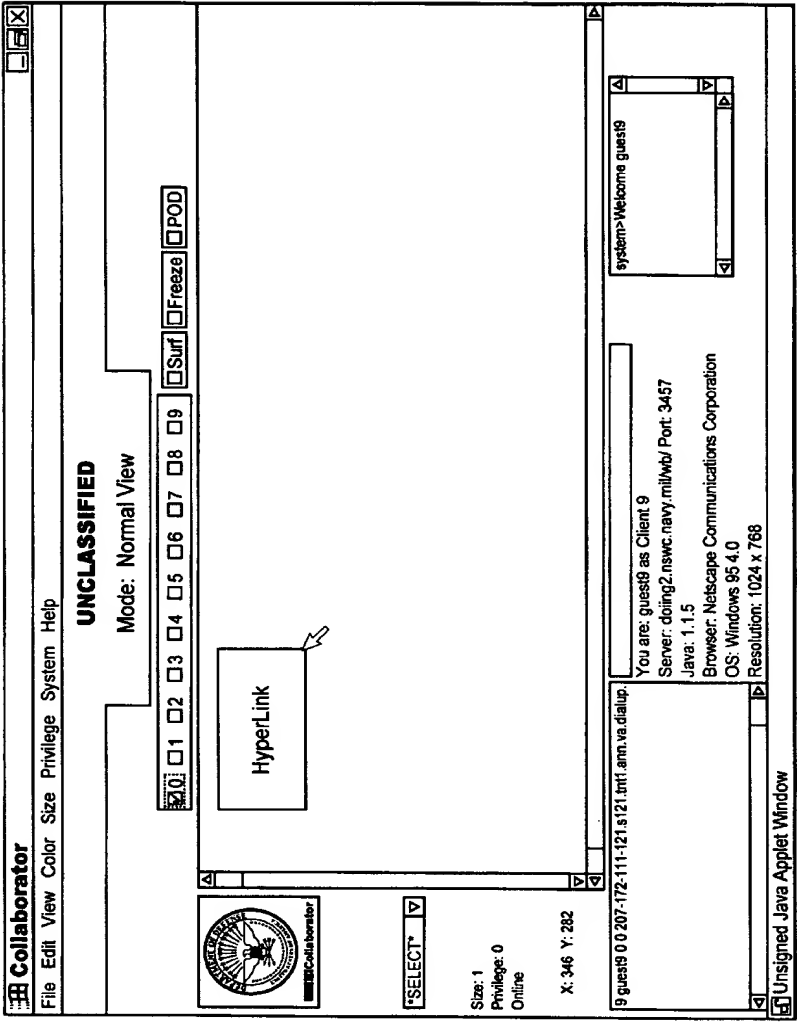 Collaborator
File Edit View Color Size Privilege System Help
UNCLASSIFIED
Mode: Normal View
0 1 2 3 4 5 6 7 8 9 Surf Freeze POD
DEPARTMENT OF DEFENSE
Collaborator
*SELECT*
Size: 1
Privilege: 0
Online
X: 346 Y: 282
HyperLink
9 guest9 0 0 207-172-111-121.s121.tnt1.ann.va.dialup.
You are: guest9 as Client 9
Server: doiing2.nswc.navy.mil/wb/ Port: 3457
Java: 1.1.5
Browser: Netscape Communications Corporation
OS: Windows 95 4.0
Resolution: 1024 x 768
system>Welcome guest9
Unsigned Java Applet Window